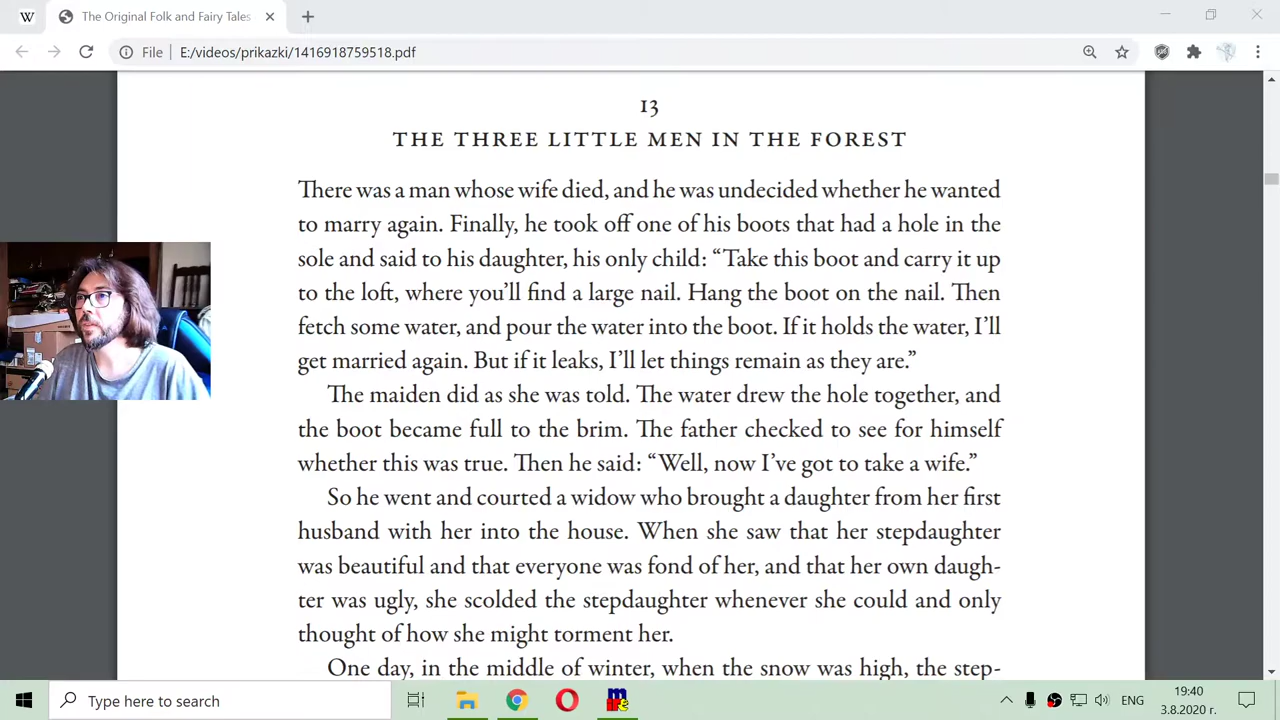 The Original Folk and Fairy Tales
File
E:/videos/prikazki/1416918759518.pdf
13
THE THREE LITTLE MEN IN THE FOREST
There was a man whose wife died, and he was undecided whether he wanted
to marry again. Finally, he took off one of his boots that had a hole in the
sole and said to his daughter, his only child: “Take this boot and carry it up
to the loft, where you’ll find a large nail. Hang the boot on the nail. Then
fetch some water, and pour the water into the boot. If it holds the water, I’ll
get married again. But if it leaks, I’ll let things remain as they are.”
The maiden did as she was told. The water drew the hole together, and
the boot became full to the brim. The father checked to see for himself
whether this was true. Then he said: “Well, now I’ve got to take a wife.”
So he went and courted a widow who brought a daughter from her first
husband with her into the house. When she saw that her stepdaughter
was beautiful and that everyone was fond of her, and that her own daugh-
ter was ugly, she scolded the stepdaughter whenever she could and only
thought of how she might torment her.
One day, in the middle of winter, when the snow was high, the step-
Type here to search
ЕНГ
19:40
3.8.2020 г.